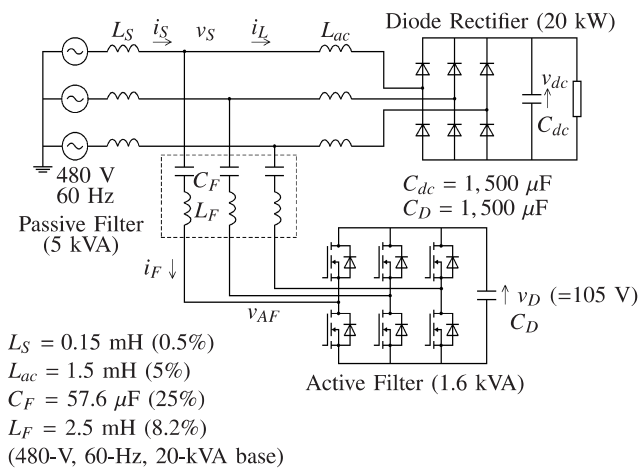 Diode Rectifier (20 kW)
L_S
i_S
v_S
i_L
L_ac
v_dc
C_dc
480 V
60 Hz
Passive Filter
(5 kVA)
C_F
L_F
C_dc = 1,500 μF
C_D = 1,500 μF
i_F
v_AF
v_D (=105 V)
C_D
Active Filter (1.6 kVA)
L_S = 0.15 mH (0.5%)
L_ac = 1.5 mH (5%)
C_F = 57.6 μF (25%)
L_F = 2.5 mH (8.2%)
(480-V, 60-Hz, 20-kVA base)